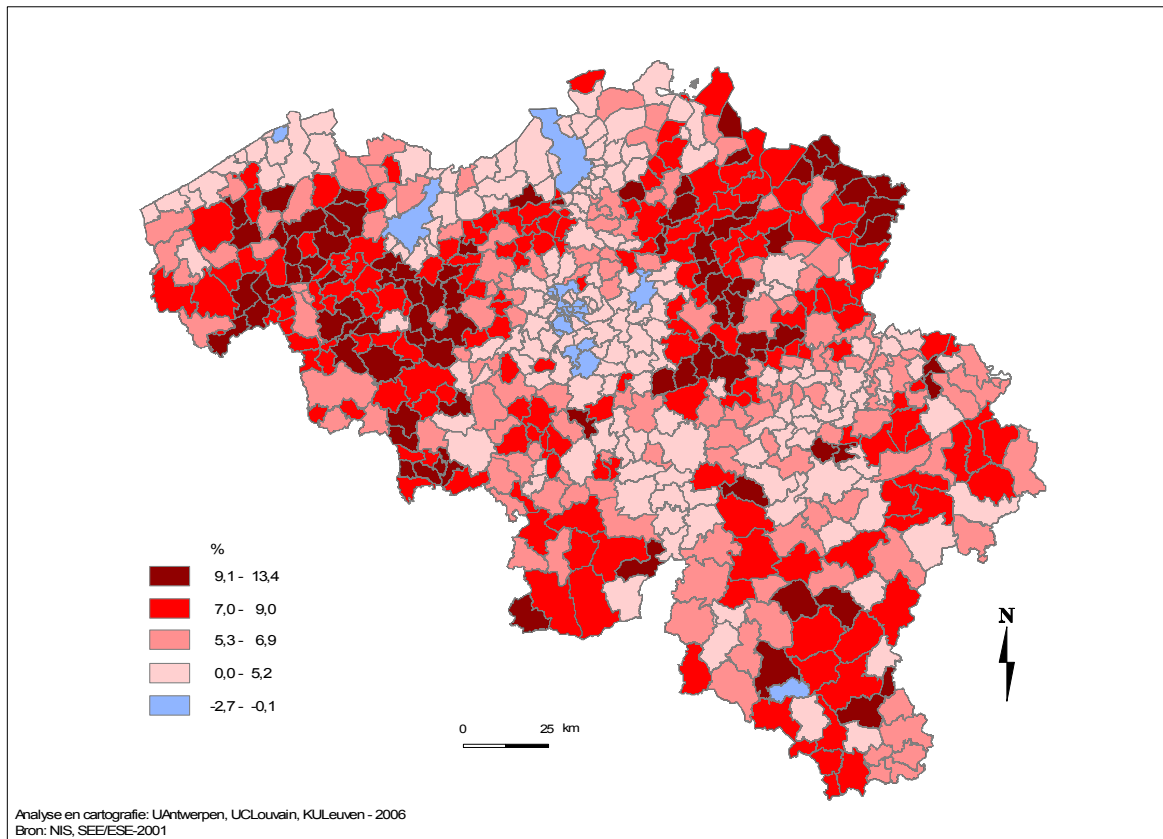 %
9,1 - 13,4
7,0 - 9,0
5,3 - 6,9
0,0 - 5,2
-2,7 - -0,1
N
0 25 km
Analyse en cartografie: UAntwerpen, UCLouvain, KULeuven - 2006
Bron: NIS, SEE/ESE-2001